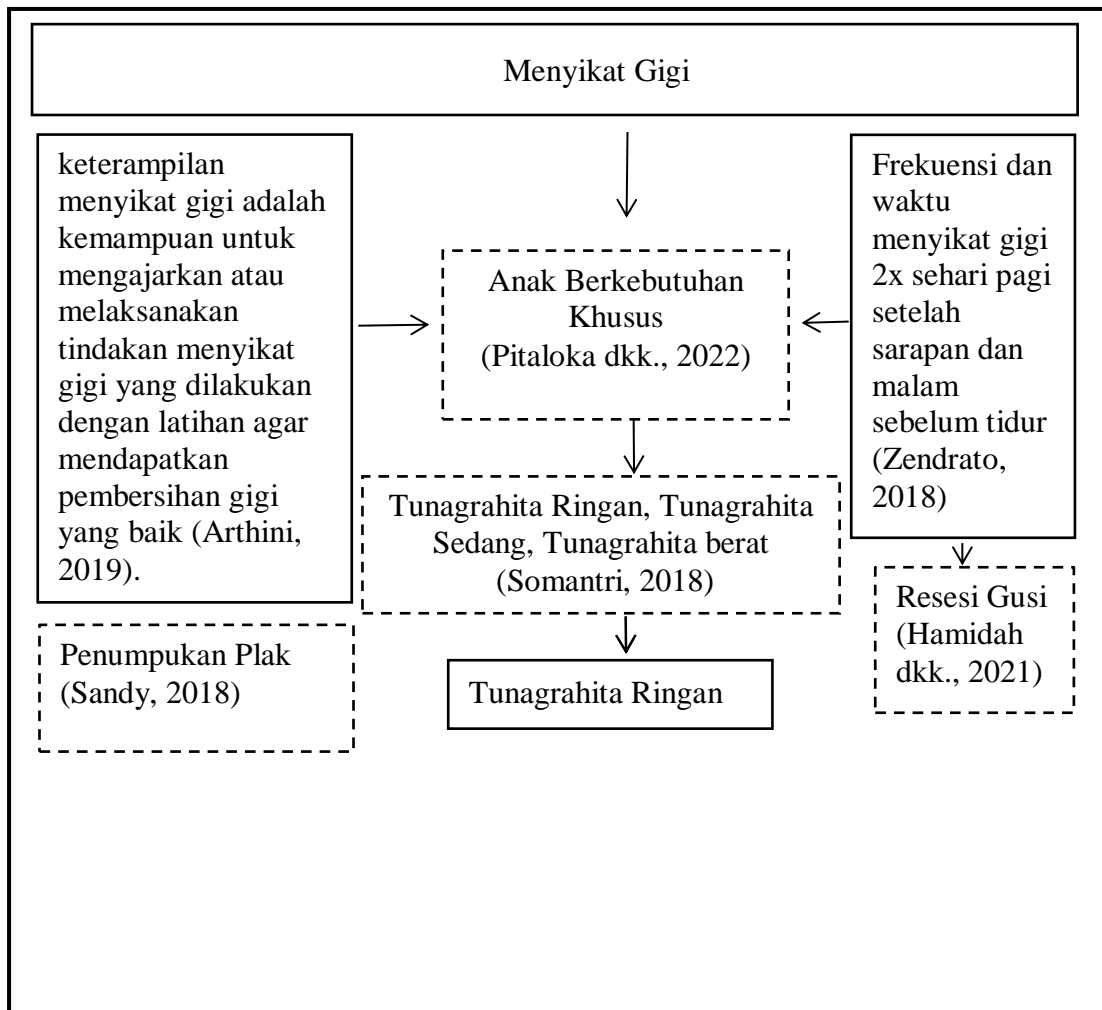 Menyikat Gigi
keterampilan
menyikat gigi adalah
kemampuan untuk
mengajarkan atau
melaksanakan
tindakan menyikat
gigi yang dilakukan
dengan latihan agar
mendapatkan
pembersihan gigi
yang baik (Arthini,
2019).
Anak Berkebutuhan
Khusus
(Pitaloka dkk., 2022)
Frekuensi dan
waktu
menyikat gigi
2x sehari pagi
setelah
sarapan dan
malam
sebelum tidur
(Zendrato,
2018)
Tunagrahita Ringan, Tunagrahita
Sedang, Tunagrahita berat
(Somantri, 2018)
Resesi Gusi
(Hamidah
dkk., 2021)
Penumpukan Plak
(Sandy, 2018)
Tunagrahita Ringan